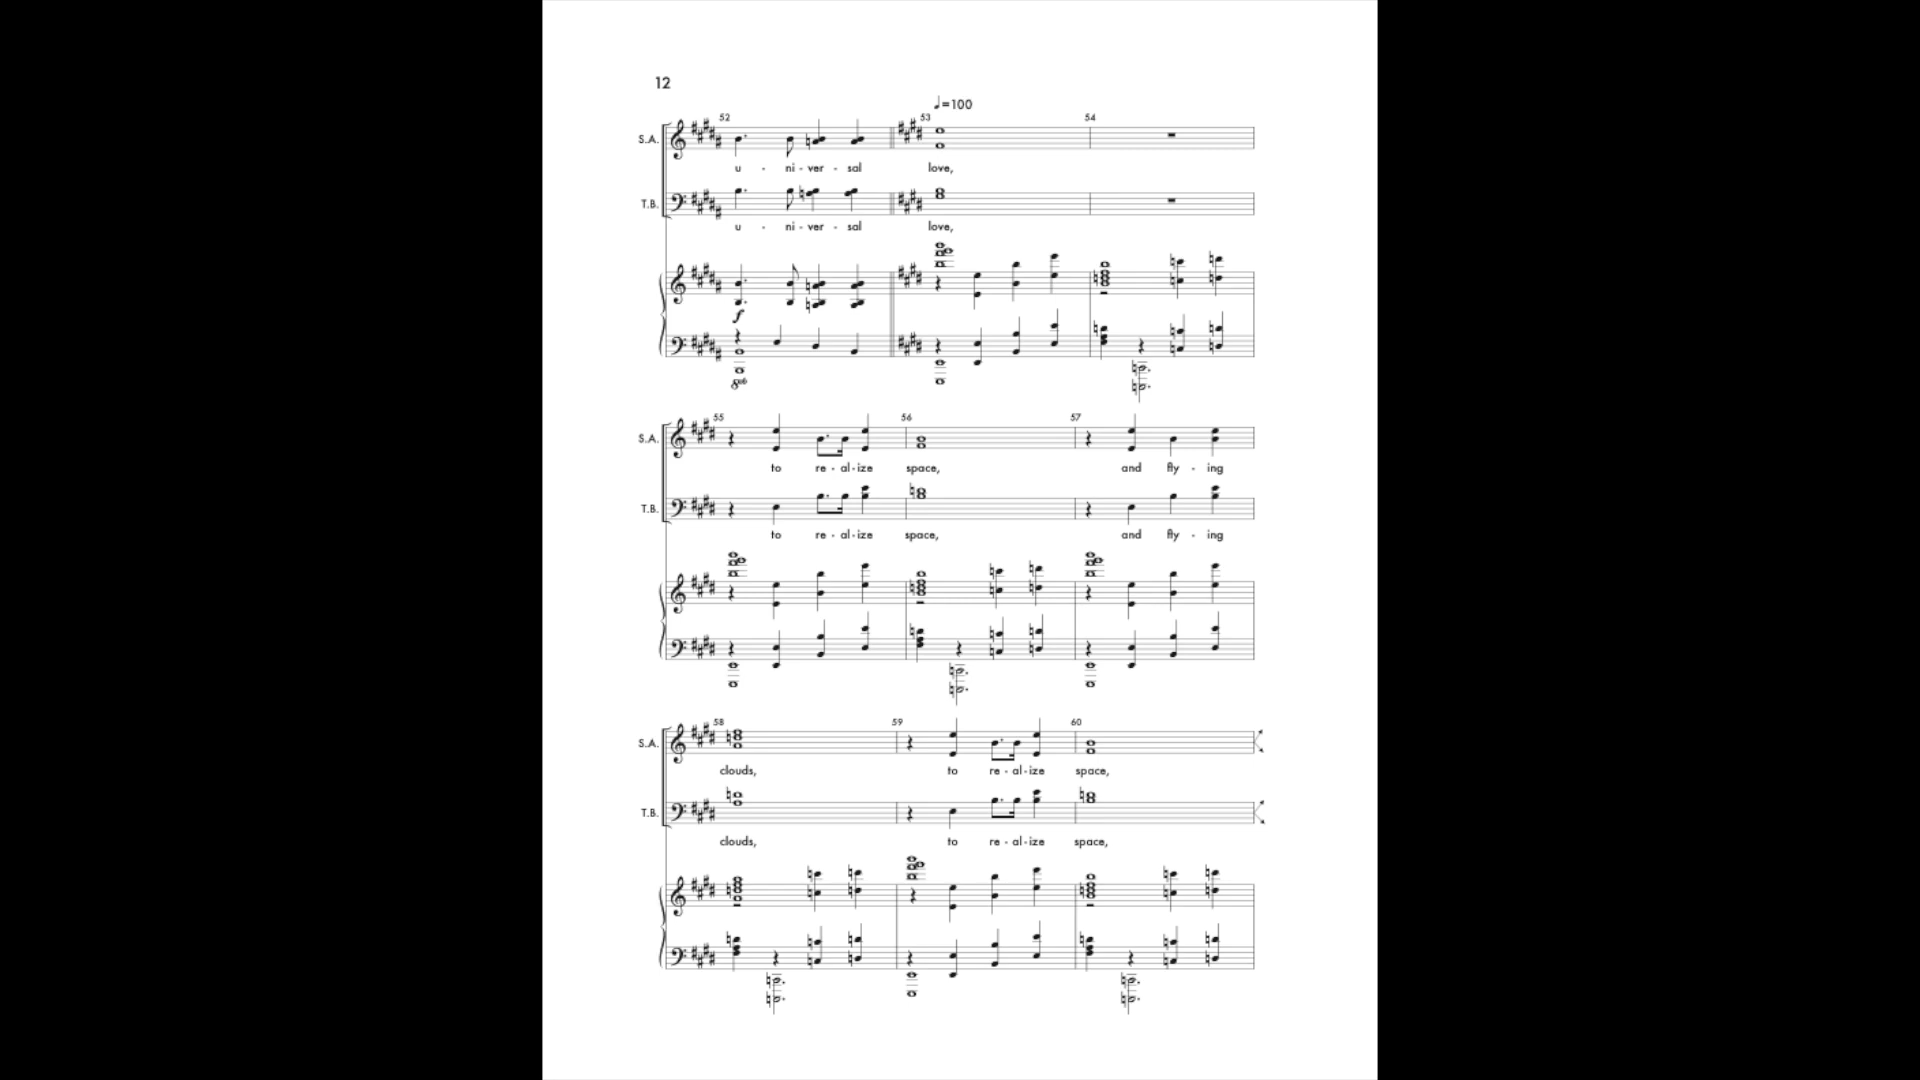 12
♩=100
52 53 54
S.A.
u - ni - ver - sal love,
T.B.
u - ni - ver - sal love,
f
8vb
55 56 57
S.A.
to re - al - ize space, and fly - ing
T.B.
to re - al - ize space, and fly - ing
58 59 60
S.A.
clouds, to re - al - ize space,
T.B.
clouds, to re - al - ize space,